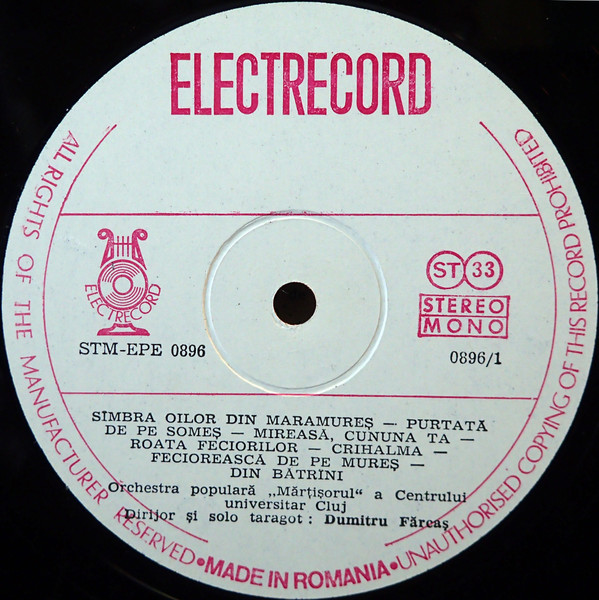 ELECTRECORD
ELECTRECORD
STM-EPE 0896
ST 33
STEREO
MONO
0896/1
SÎMBRA OILOR DIN MARAMUREȘ — PURTATĂ
DE PE SOMEȘ — MIREASĂ, CUNUNA TA —
ROATA FECIORILOR — CRIHALMA —
FECIOREASCĂ DE PE MUREȘ —
DIN BĂTRÎNI
Orchestra populară „Mărțișorul” a Centrului
universitar Cluj
Dirijor și solo taragot : Dumitru Fărcaș
ALL RIGHTS OF THE MANUFACTURER RESERVED • MADE IN ROMANIA • UNAUTHORISED COPYING OF THIS RECORD PROHIBITED